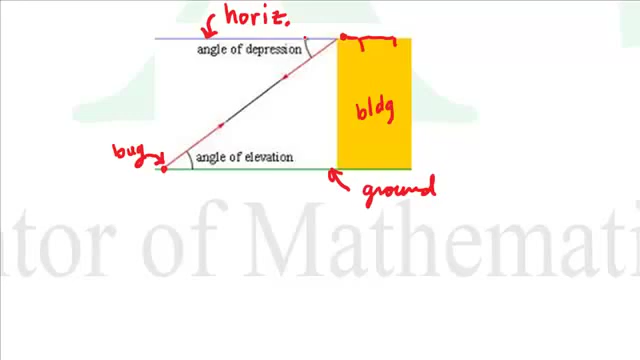 horiz.
angle of depression
bldg
bug
angle of elevation
ground
ntor of Mathemati